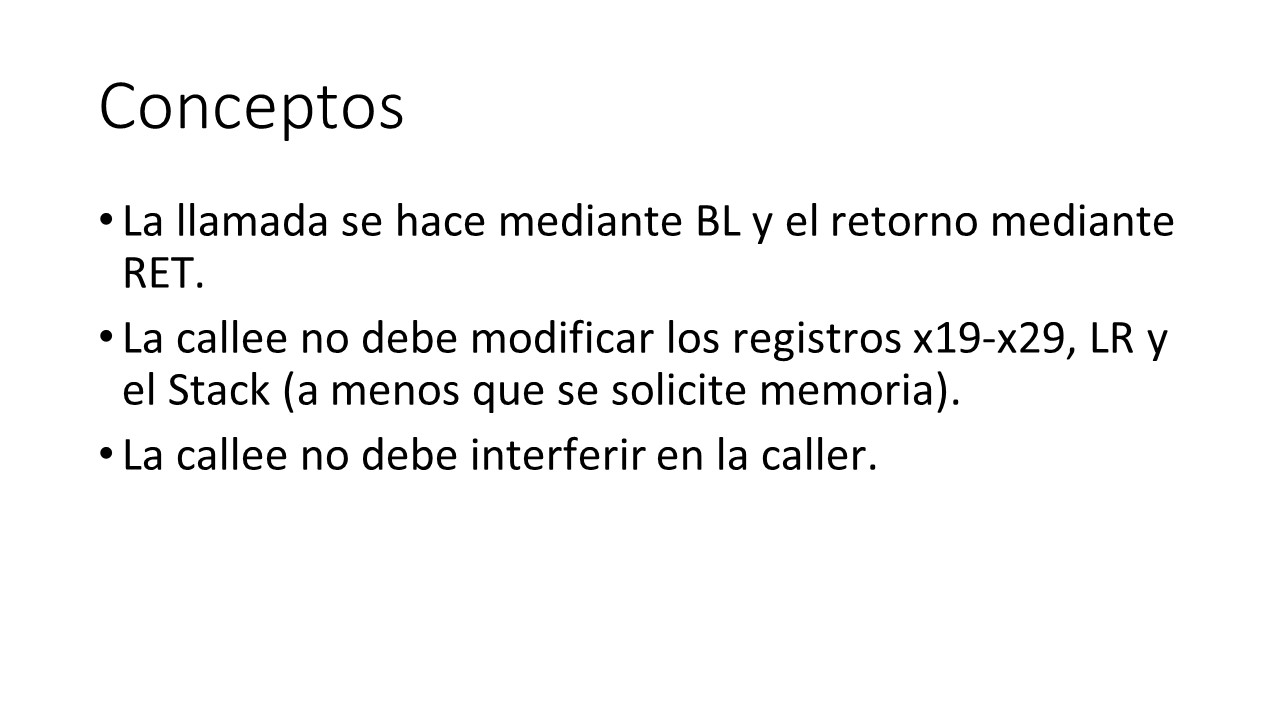 Conceptos
• La llamada se hace mediante BL y el retorno mediante
RET.
• La callee no debe modificar los registros x19-x29, LR y
el Stack (a menos que se solicite memoria).
• La callee no debe interferir en la caller.